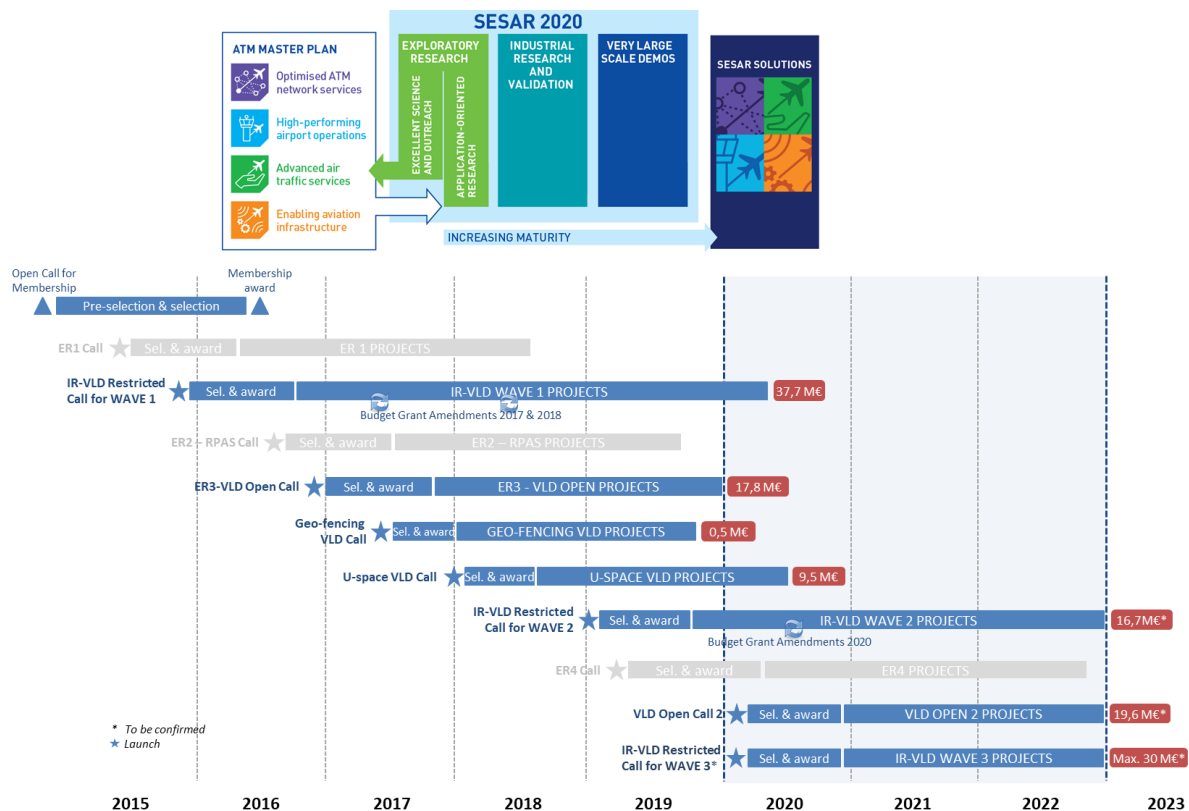 SESAR 2020
ATM MASTER PLAN
Optimised ATM
network services
High-performing
airport operations
Advanced air
traffic services
Enabling aviation
infrastructure
EXPLORATORY
RESEARCH
EXCELLENT SCIENCE
AND OUTREACH
APPLICATION-ORIENTED
RESEARCH
INDUSTRIAL
RESEARCH
AND
VALIDATION
VERY LARGE
SCALE DEMOS
SESAR SOLUTIONS
INCREASING MATURITY
Open Call for
Membership
Membership
award
Pre-selection & selection
ER1 Call
Sel. & award
ER 1 PROJECTS
IR-VLD Restricted
Call for WAVE 1
Sel. & award
IR-VLD WAVE 1 PROJECTS
37,7 M€
Budget Grant Amendments 2017 & 2018
ER2 – RPAS Call
Sel. & award
ER2 – RPAS PROJECTS
ER3-VLD Open Call
Sel. & award
ER3 - VLD OPEN PROJECTS
17,8 M€
Geo-fencing
VLD Call
Sel. & award
GEO-FENCING VLD PROJECTS
0,5 M€
U-space VLD Call
Sel. & award
U-SPACE VLD PROJECTS
9,5 M€
IR-VLD Restricted
Call for WAVE 2
Sel. & award
IR-VLD WAVE 2 PROJECTS
16,7M€*
Budget Grant Amendments 2020
ER4 Call
Sel. & award
ER4 PROJECTS
VLD Open Call 2
Sel. & award
VLD OPEN 2 PROJECTS
19,6 M€*
IR-VLD Restricted
Call for WAVE 3*
Sel. & award
IR-VLD WAVE 3 PROJECTS
Max. 30 M€*
* To be confirmed
Launch
2015
2016
2017
2018
2019
2020
2021
2022
2023